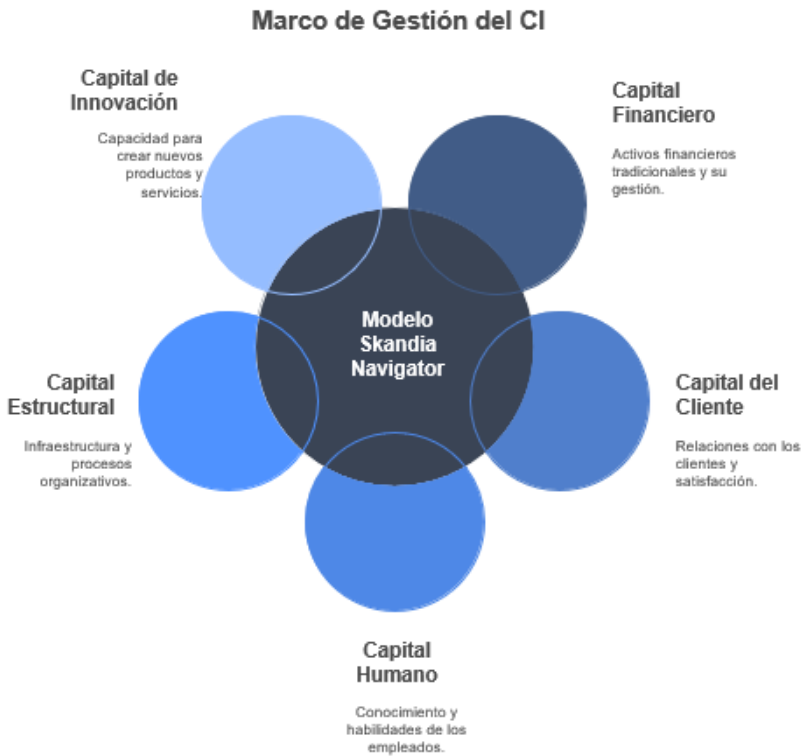 Marco de Gestión del CI
Capital de
Innovación
Capacidad para
crear nuevos
productos y
servicios.
Capital
Financiero
Activos financieros
tradicionales y su
gestión.
Modelo
Skandia
Navigator
Capital
Estructural
Infraestructura y
procesos
organizativos.
Capital del
Cliente
Relaciones con los
clientes y
satisfacción.
Capital
Humano
Conocimiento y
habilidades de los
empleados.